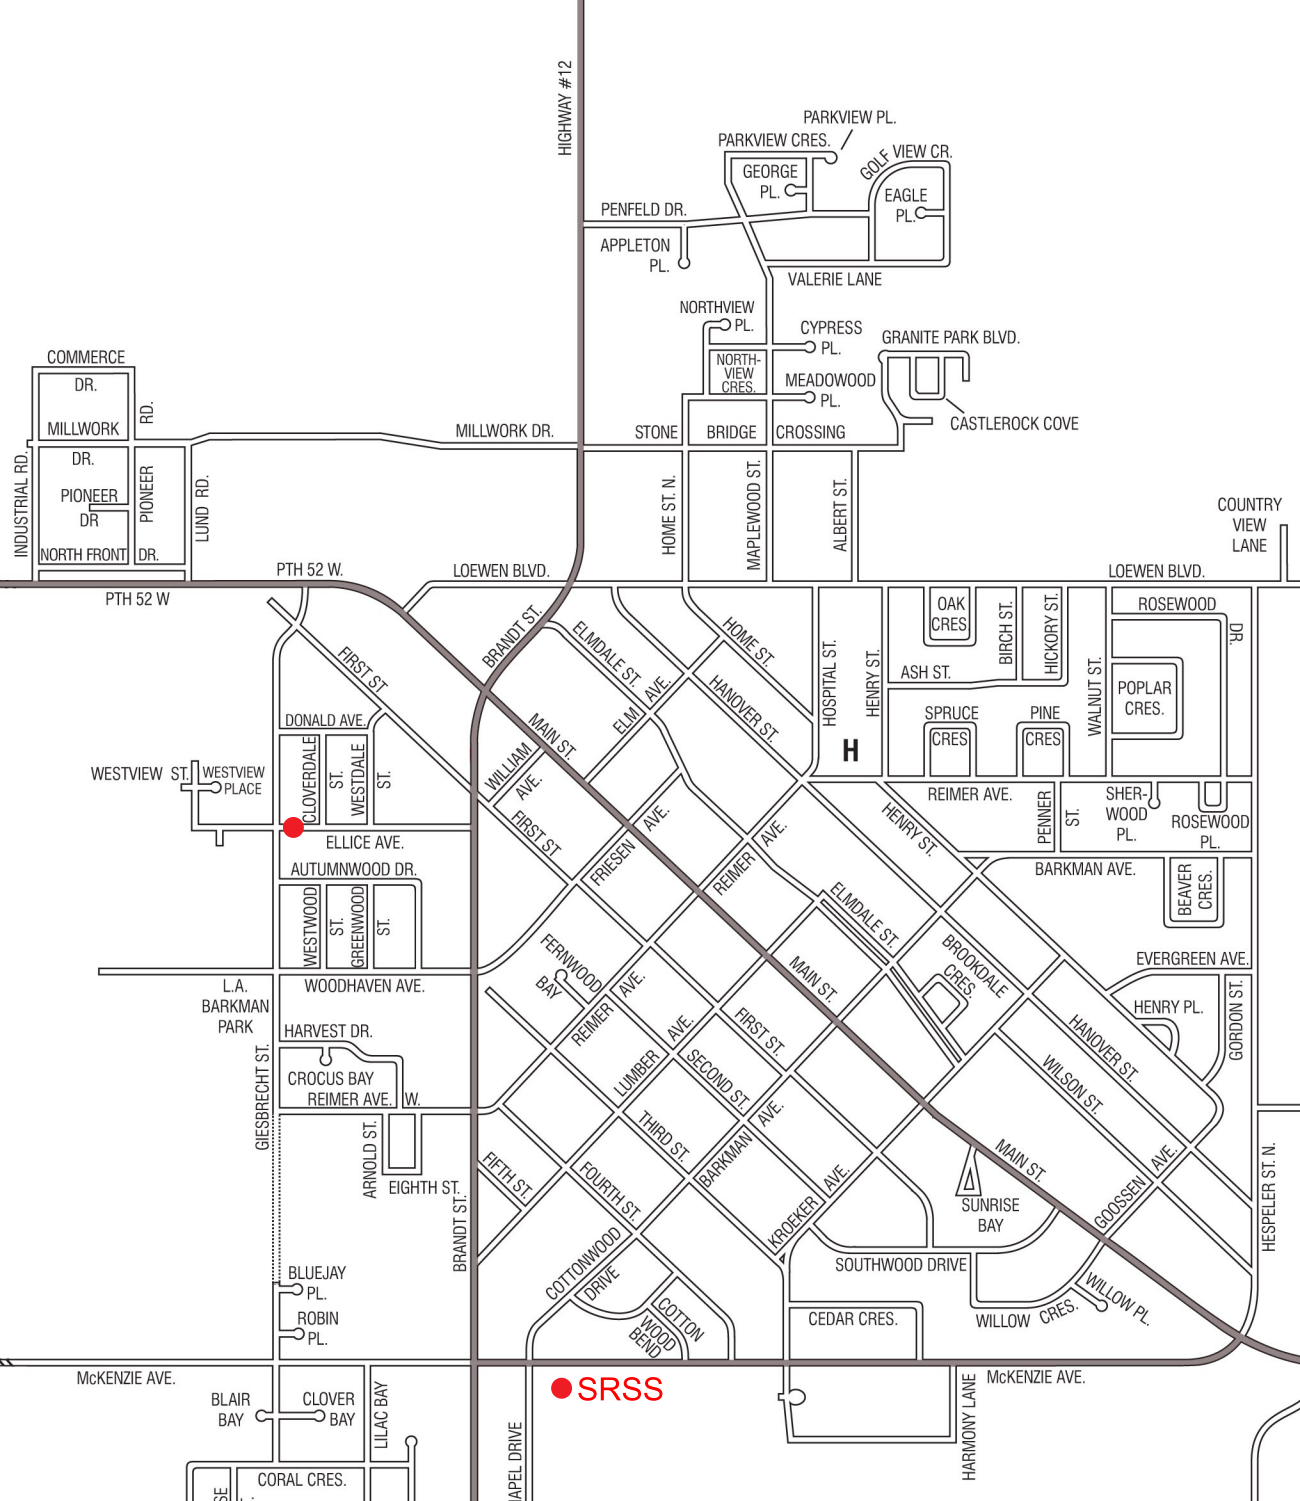 HIGHWAY #12
PARKVIEW PL.
PARKVIEW CRES.
GOLF VIEW CR.
GEORGE
PL.
EAGLE
PL.
PENFELD DR.
APPLETON
PL.
VALERIE LANE
NORTHVIEW
PL.
CYPRESS
PL.
GRANITE PARK BLVD.
NORTH-
VIEW
CRES.
MEADOWOOD
PL.
CASTLEROCK COVE
COMMERCE
DR.
RD.
MILLWORK
DR.
MILLWORK DR.
STONE BRIDGE CROSSING
INDUSTRIAL RD.
PIONEER
DR
PIONEER
LUND RD.
NORTH FRONT DR.
HOME ST. N.
MAPLEWOOD ST.
ALBERT ST.
COUNTRY
VIEW
LANE
PTH 52 W.
PTH 52 W
LOEWEN BLVD.
LOEWEN BLVD.
BRANDT ST.
ELMDALE ST.
HOME ST.
HOSPITAL ST.
HENRY ST.
OAK
CRES.
BIRCH ST.
HICKORY ST.
ROSEWOOD
DR.
ASH ST.
WALNUT ST.
POPLAR
CRES.
FIRST ST
ELM AVE.
HANOVER ST.
SPRUCE
CRES
PINE
CRES
DONALD AVE.
MAIN ST.
H
WILLIAM
AVE.
WESTVIEW ST.
WESTVIEW
PLACE
CLOVERDALE
ST.
WESTDALE
ST.
ELLICE AVE.
FIRST ST
FRIESEN AVE.
REIMER AVE.
HENRY ST.
REIMER AVE.
PENNER
ST.
SHER-
WOOD
PL.
ROSEWOOD
PL.
BARKMAN AVE.
BEAVER
CRES.
AUTUMNWOOD DR.
WESTWOOD
ST.
GREENWOOD
ST.
ELMDALE ST.
BROOKDALE
CRES.
EVERGREEN AVE.
WOODHAVEN AVE.
L.A.
BARKMAN
PARK
FERNWOOD
BAY
MAIN ST.
HENRY PL.
GORDON ST.
HARVEST DR.
CROCUS BAY
REIMER AVE. W.
GIESBRECHT ST.
REIMER AVE.
LUMBER AVE.
FIRST ST.
SECOND ST.
HANOVER ST.
WILSON ST.
ARNOLD ST.
EIGHTH ST.
THIRD ST.
BARKMAN AVE.
FIFTH ST.
FOURTH ST.
KROEKER AVE.
MAIN ST.
SUNRISE
BAY
GOOSSEN AVE.
HESPELER ST. N.
BRANDT ST.
COTTONWOOD
DRIVE
SOUTHWOOD DRIVE
BLUEJAY
PL.
ROBIN
PL.
COTTON
WOOD
BEND
CEDAR CRES.
WILLOW CRES.
WILLOW PL.
McKENZIE AVE.
McKENZIE AVE.
SRSS
BLAIR
BAY
CLOVER
BAY
LILAC BAY
HARMONY LANE
CORAL CRES.
APEL DRIVE
SE